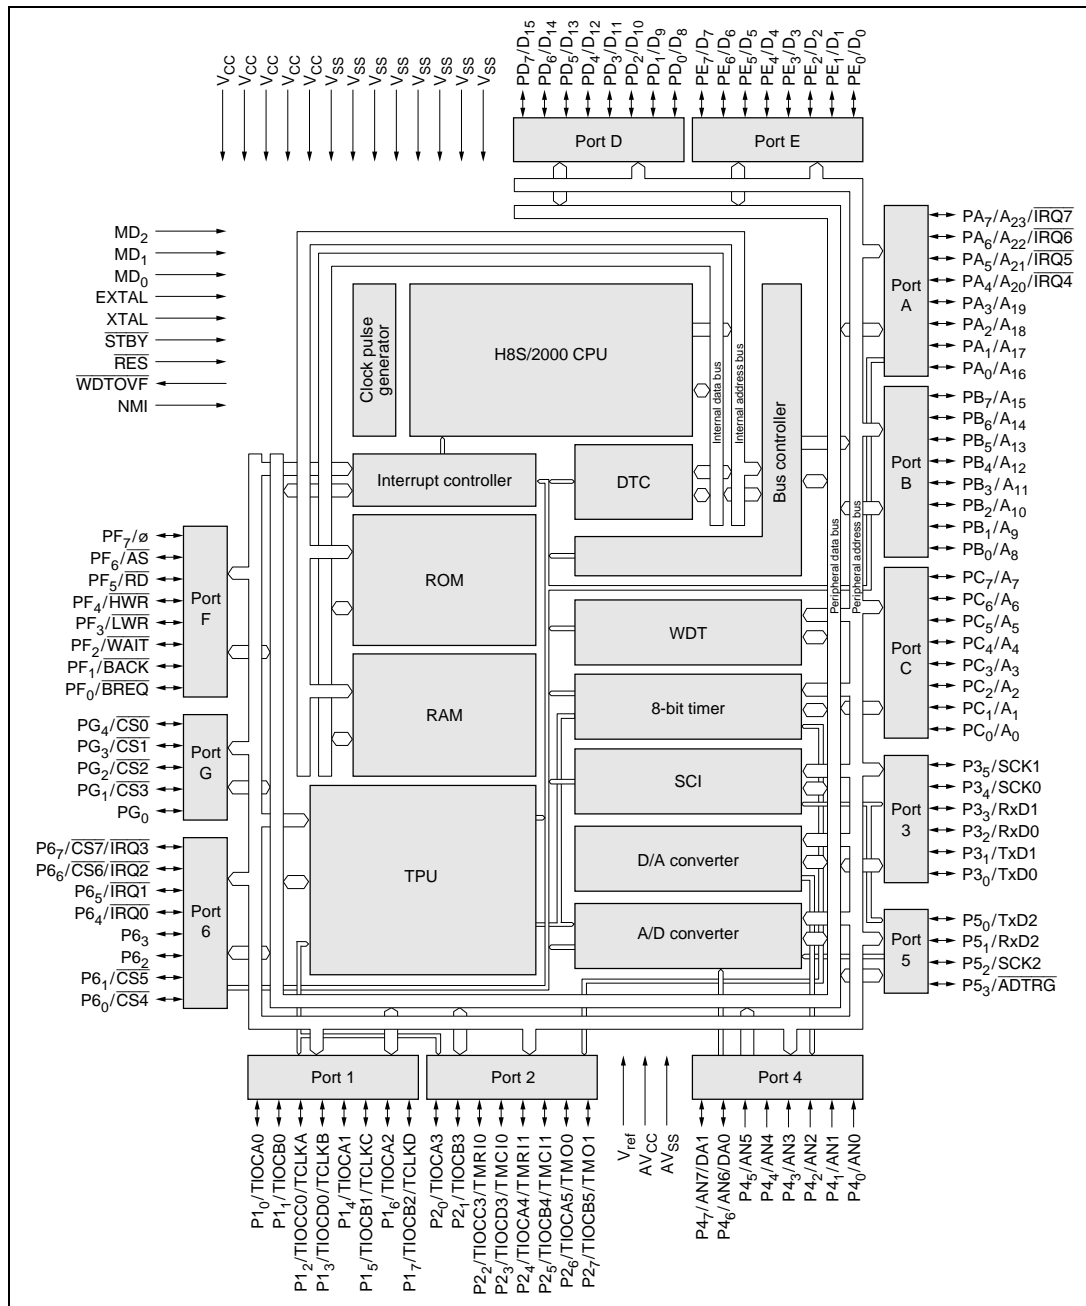 VCC
VCC
VCC
VCC
VCC
VSS
VSS
VSS
VSS
VSS
VSS
VSS
VSS
PD7/D15
PD6/D14
PD5/D13
PD4/D12
PD3/D11
PD2/D10
PD1/D9
PD0/D8
PE7/D7
PE6/D6
PE5/D5
PE4/D4
PE3/D3
PE2/D2
PE1/D1
PE0/D0
Port D
Port E
MD2
MD1
MD0
EXTAL
XTAL
STBY
RES
WDTOVF
NMI
Clock pulse generator
H8S/2000 CPU
Internal data bus
Internal address bus
Bus controller
Interrupt controller
DTC
ROM
RAM
TPU
WDT
8-bit timer
SCI
D/A converter
A/D converter
Peripheral data bus
Peripheral address bus
Port A
PA7/A23/IRQ7
PA6/A22/IRQ6
PA5/A21/IRQ5
PA4/A20/IRQ4
PA3/A19
PA2/A18
PA1/A17
PA0/A16
Port B
PB7/A15
PB6/A14
PB5/A13
PB4/A12
PB3/A11
PB2/A10
PB1/A9
PB0/A8
Port C
PC7/A7
PC6/A6
PC5/A5
PC4/A4
PC3/A3
PC2/A2
PC1/A1
PC0/A0
Port 3
P35/SCK1
P34/SCK0
P33/RxD1
P32/RxD0
P31/TxD1
P30/TxD0
Port 5
P50/TxD2
P51/RxD2
P52/SCK2
P53/ADTRG
PF7/ø
PF6/AS
PF5/RD
PF4/HWR
PF3/LWR
PF2/WAIT
PF1/BACK
PF0/BREQ
Port F
PG4/CS0
PG3/CS1
PG2/CS2
PG1/CS3
PG0
Port G
P67/CS7/IRQ3
P66/CS6/IRQ2
P65/IRQ1
P64/IRQ0
P63
P62
P61/CS5
P60/CS4
Port 6
Port 1
Port 2
Port 4
P10/TIOCA0
P11/TIOCB0
P12/TIOCC0/TCLKA
P13/TIOCD0/TCLKB
P14/TIOCA1
P15/TIOCB1/TCLKC
P16/TIOCA2
P17/TIOCB2/TCLKD
P20/TIOCA3
P21/TIOCB3
P22/TIOCC3/TMRI0
P23/TIOCD3/TMCI0
P24/TIOCA4/TMRI1
P25/TIOCB4/TMCI1
P26/TIOCA5/TMO0
P27/TIOCB5/TMO1
Vref
AVCC
AVSS
P47/AN7/DA1
P46/AN6/DA0
P45/AN5
P44/AN4
P43/AN3
P42/AN2
P41/AN1
P40/AN0